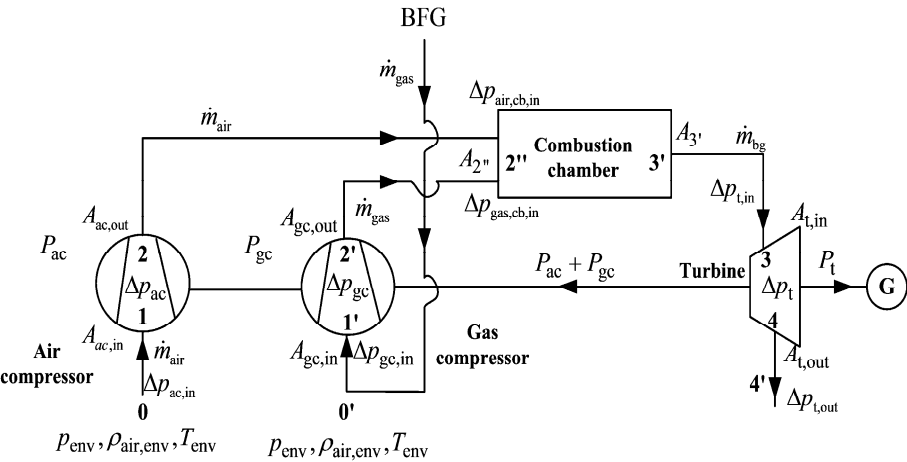 BFG
ṁgas
Δpair,cb,in
ṁair
Combustion
chamber
2''
3'
A3'
ṁbg
A2''
Δpgas,cb,in
Δpt,in
Aac,out
Agc,out
ṁgas
At,in
Pac
2
Δpac
1
Pgc
2'
Δpgc
1'
Pac + Pgc
Turbine
3
Δpt
4
Pt
G
Aac,in
ṁair
Air
compressor
Δpac,in
Agc,in
Δpgc,in
Gas
compressor
At,out
4'
Δpt,out
0
0'
penv , ρair,env , Tenv
penv , ρair,env , Tenv